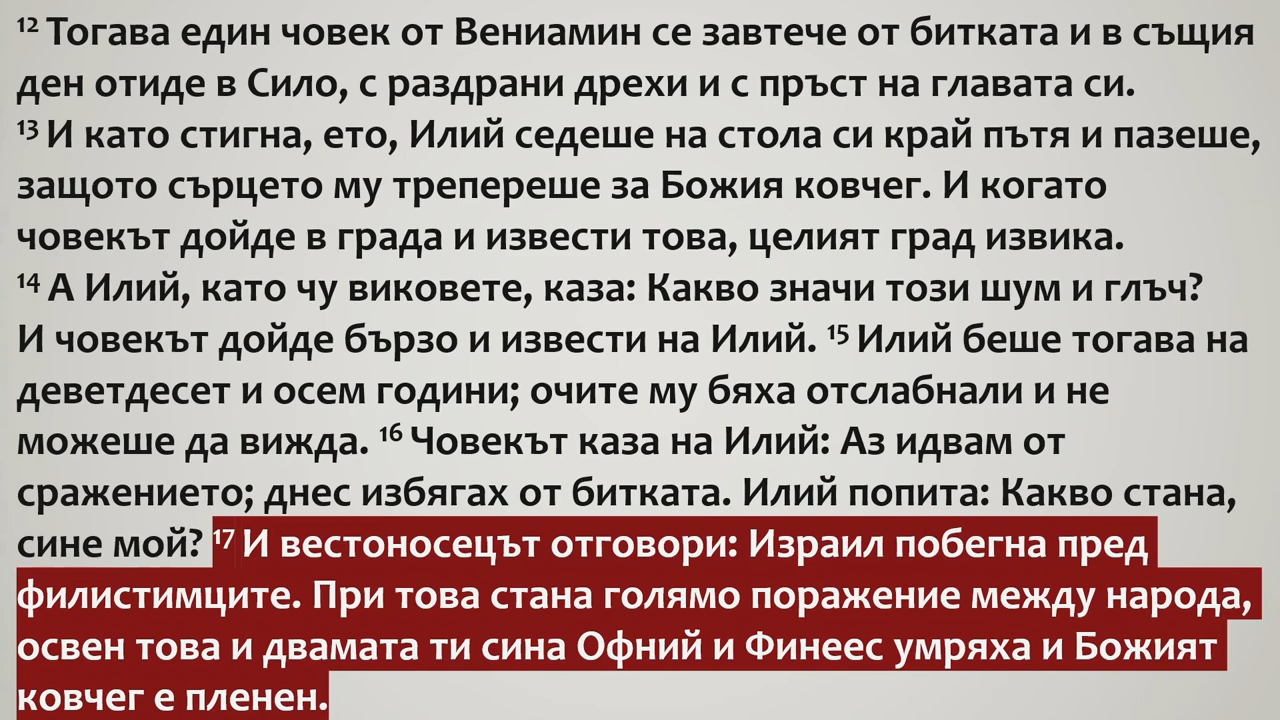 ¹² Тогава един човек от Вениамин се завтече от битката и в същия
ден отиде в Сило, с раздрани дрехи и с пръст на главата си.
¹³ И като стигна, ето, Илий седеше на стола си край пътя и пазеше,
защото сърцето му трепереше за Божия ковчег. И когато
човекът дойде в града и извести това, целият град извика.
¹⁴ А Илий, като чу виковете, каза: Какво значи този шум и глъч?
И човекът дойде бързо и извести на Илий. ¹⁵ Илий беше тогава на
деветдесет и осем години; очите му бяха отслабнали и не
можеше да вижда. ¹⁶ Човекът каза на Илий: Аз идвам от
сражението; днес избягах от битката. Илий попита: Какво стана,
сине мой? ¹⁷ И вестоносецът отговори: Израил побегна пред
филистимците. При това стана голямо поражение между народа,
освен това и двамата ти сина Офний и Финеес умряха и Божият
ковчег е пленен.